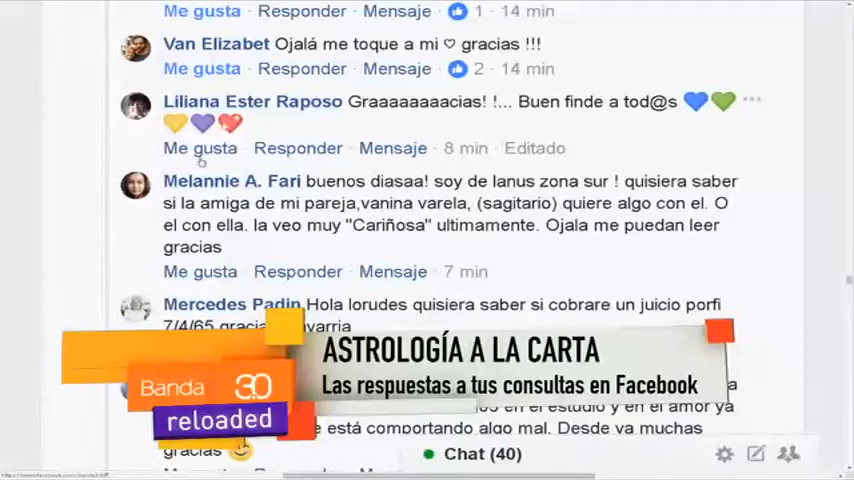 Me gusta · Responder · Mensaje · 1 · 14 min
Van Elizabet Ojalá me toque a mi ♡ gracias !!!
Me gusta · Responder · Mensaje · 2 · 14 min
Liliana Ester Raposo Graaaaaaaacias! !... Buen finde a tod@s 💙💚 ...
💛💜💖
Me gusta · Responder · Mensaje · 8 min · Editado
Melannie A. Fari buenos diasaa! soy de lanus zona sur ! quisiera saber
si la amiga de mi pareja,vanina varela, (sagitario) quiere algo con el. O
el con ella. la veo muy "Cariñosa" ultimamente. Ojala me puedan leer
gracias
Me gusta · Responder · Mensaje · 7 min
Mercedes Padin Hola lorudes quisiera saber si cobrare un juicio porfi
7/4/65
ASTROLOGÍA A LA CARTA
Las respuestas a tus consultas en Facebook
Banda 3.0
reloaded
en el estudio y en el amor ya
está comportando algo mal. Desde ya muchas
gracias
Chat (40)